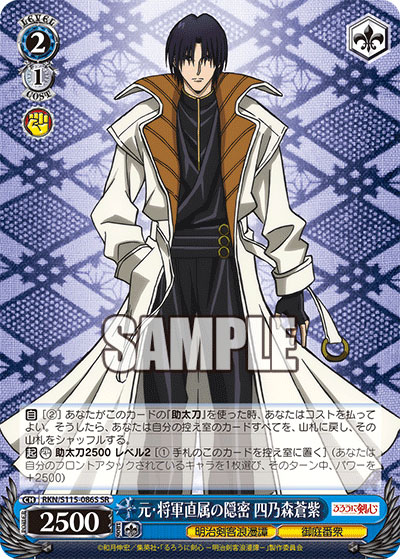 LEVEL
2
1
COST
SAMPLE
自 【②】 あなたがこのカードの「助太刀」を使った時、あなたはコストを払ってよい。そうしたら、あなたは自分の控え室のカードすべてを、山札に戻し、その山札をシャッフルする。
起 助太刀2500 レベル2 【① 手札のこのカードを控え室に置く】 (あなたは自分のフロントアタックされているキャラを1枚選び、そのターン中、パワーを+2500)
CH RKN/S115-086S SR
2500
元・将軍直属の隠密 四乃森蒼紫
るろうに剣心
明治剣客浪漫譚
御庭番衆
©和月伸宏/集英社・「るろうに剣心 -明治剣客浪漫譚-」製作委員会